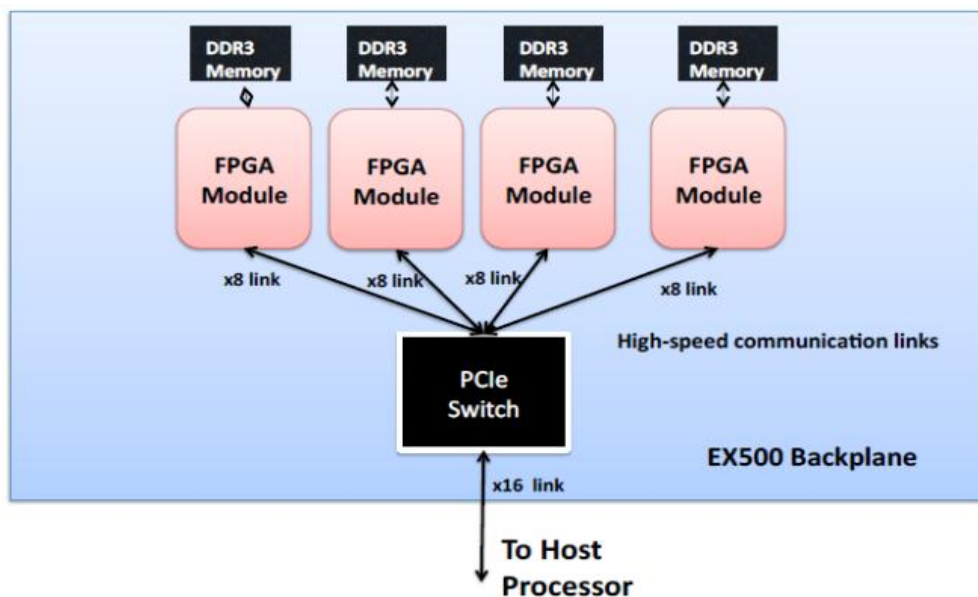 DDR3
Memory
DDR3
Memory
DDR3
Memory
DDR3
Memory
FPGA
Module
FPGA
Module
FPGA
Module
FPGA
Module
x8 link
x8 link
x8 link
x8 link
High-speed communication links
PCIe
Switch
EX500 Backplane
x16 link
To Host
Processor